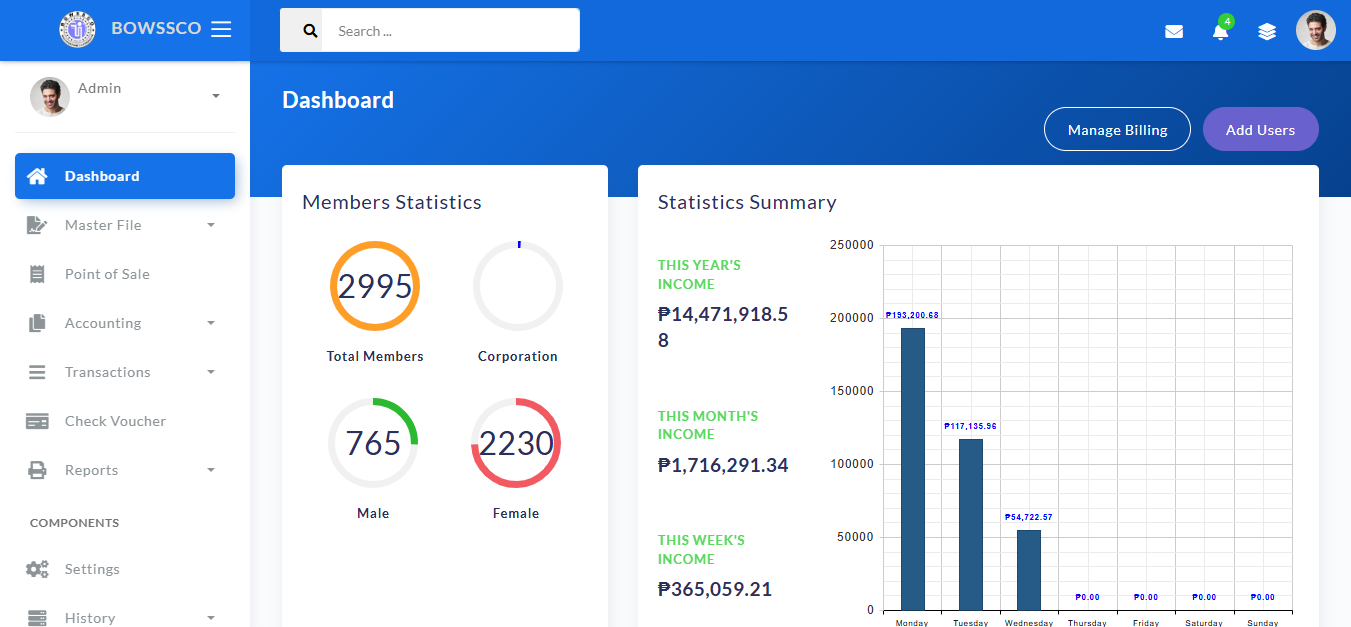 BOWSSCO
Search ...
4
Admin
Dashboard
Manage Billing
Add Users
Dashboard
Master File
Point of Sale
Accounting
Transactions
Check Voucher
Reports
COMPONENTS
Settings
History
Members Statistics
2995
Total Members
Corporation
765
Male
2230
Female
Statistics Summary
THIS YEAR'S
INCOME
₱14,471,918.5
8
THIS MONTH'S
INCOME
₱1,716,291.34
THIS WEEK'S
INCOME
₱365,059.21
250000
200000
150000
100000
50000
0
₱193,200.68
₱117,135.96
₱54,722.57
₱0.00
₱0.00
₱0.00
₱0.00
Monday
Tuesday
Wednesday
Thursday
Friday
Saturday
Sunday